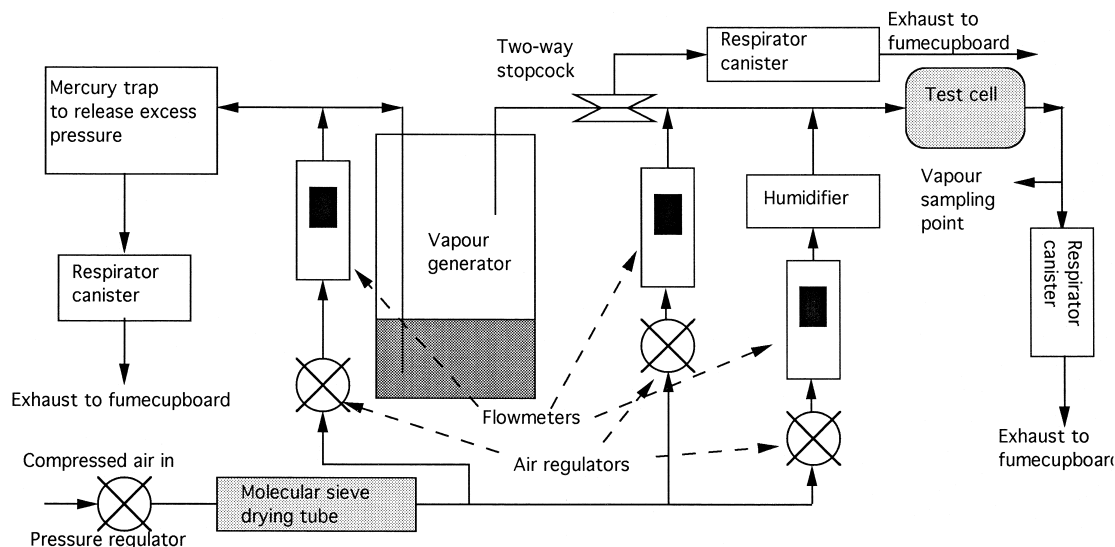 Exhaust to
fumecupboard
Two-way
stopcock
Respirator
canister
Mercury trap
to release excess
pressure
Test cell
Vapour
sampling
point
Humidifier
Vapour
generator
Respirator
canister
Respirator
canister
Exhaust to fumecupboard
Flowmeters
Exhaust to
fumecupboard
Compressed air in
Air regulators
Molecular sieve
drying tube
Pressure regulator